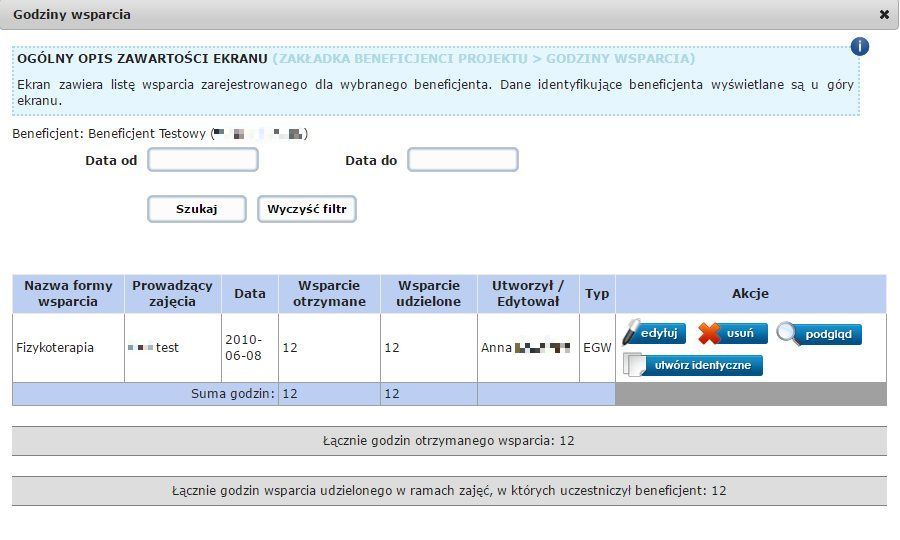 Godziny wsparcia
OGÓLNY OPIS ZAWARTOŚCI EKRANU (ZAKŁADKA BENEFICJENCI PROJEKTU > GODZINY WSPARCIA)
Ekran zawiera listę wsparcia zarejestrowanego dla wybranego beneficjenta. Dane identyfikujące beneficjenta wyświetlane są u góry
ekranu.
Beneficjent: Beneficjent Testowy ( )
Data od Data do
Szukaj Wyczyść filtr
Nazwa formy wsparcia Prowadzący zajęcia Data Wsparcie otrzymane Wsparcie udzielone Utworzył / Edytował Typ Akcje
Fizykoterapia test 2010-06-08 12 12 Anna EGW edytuj usuń podgląd
utwórz identyczne
Suma godzin: 12 12
Łącznie godzin otrzymanego wsparcia: 12
Łącznie godzin wsparcia udzielonego w ramach zajęć, w których uczestniczył beneficjent: 12